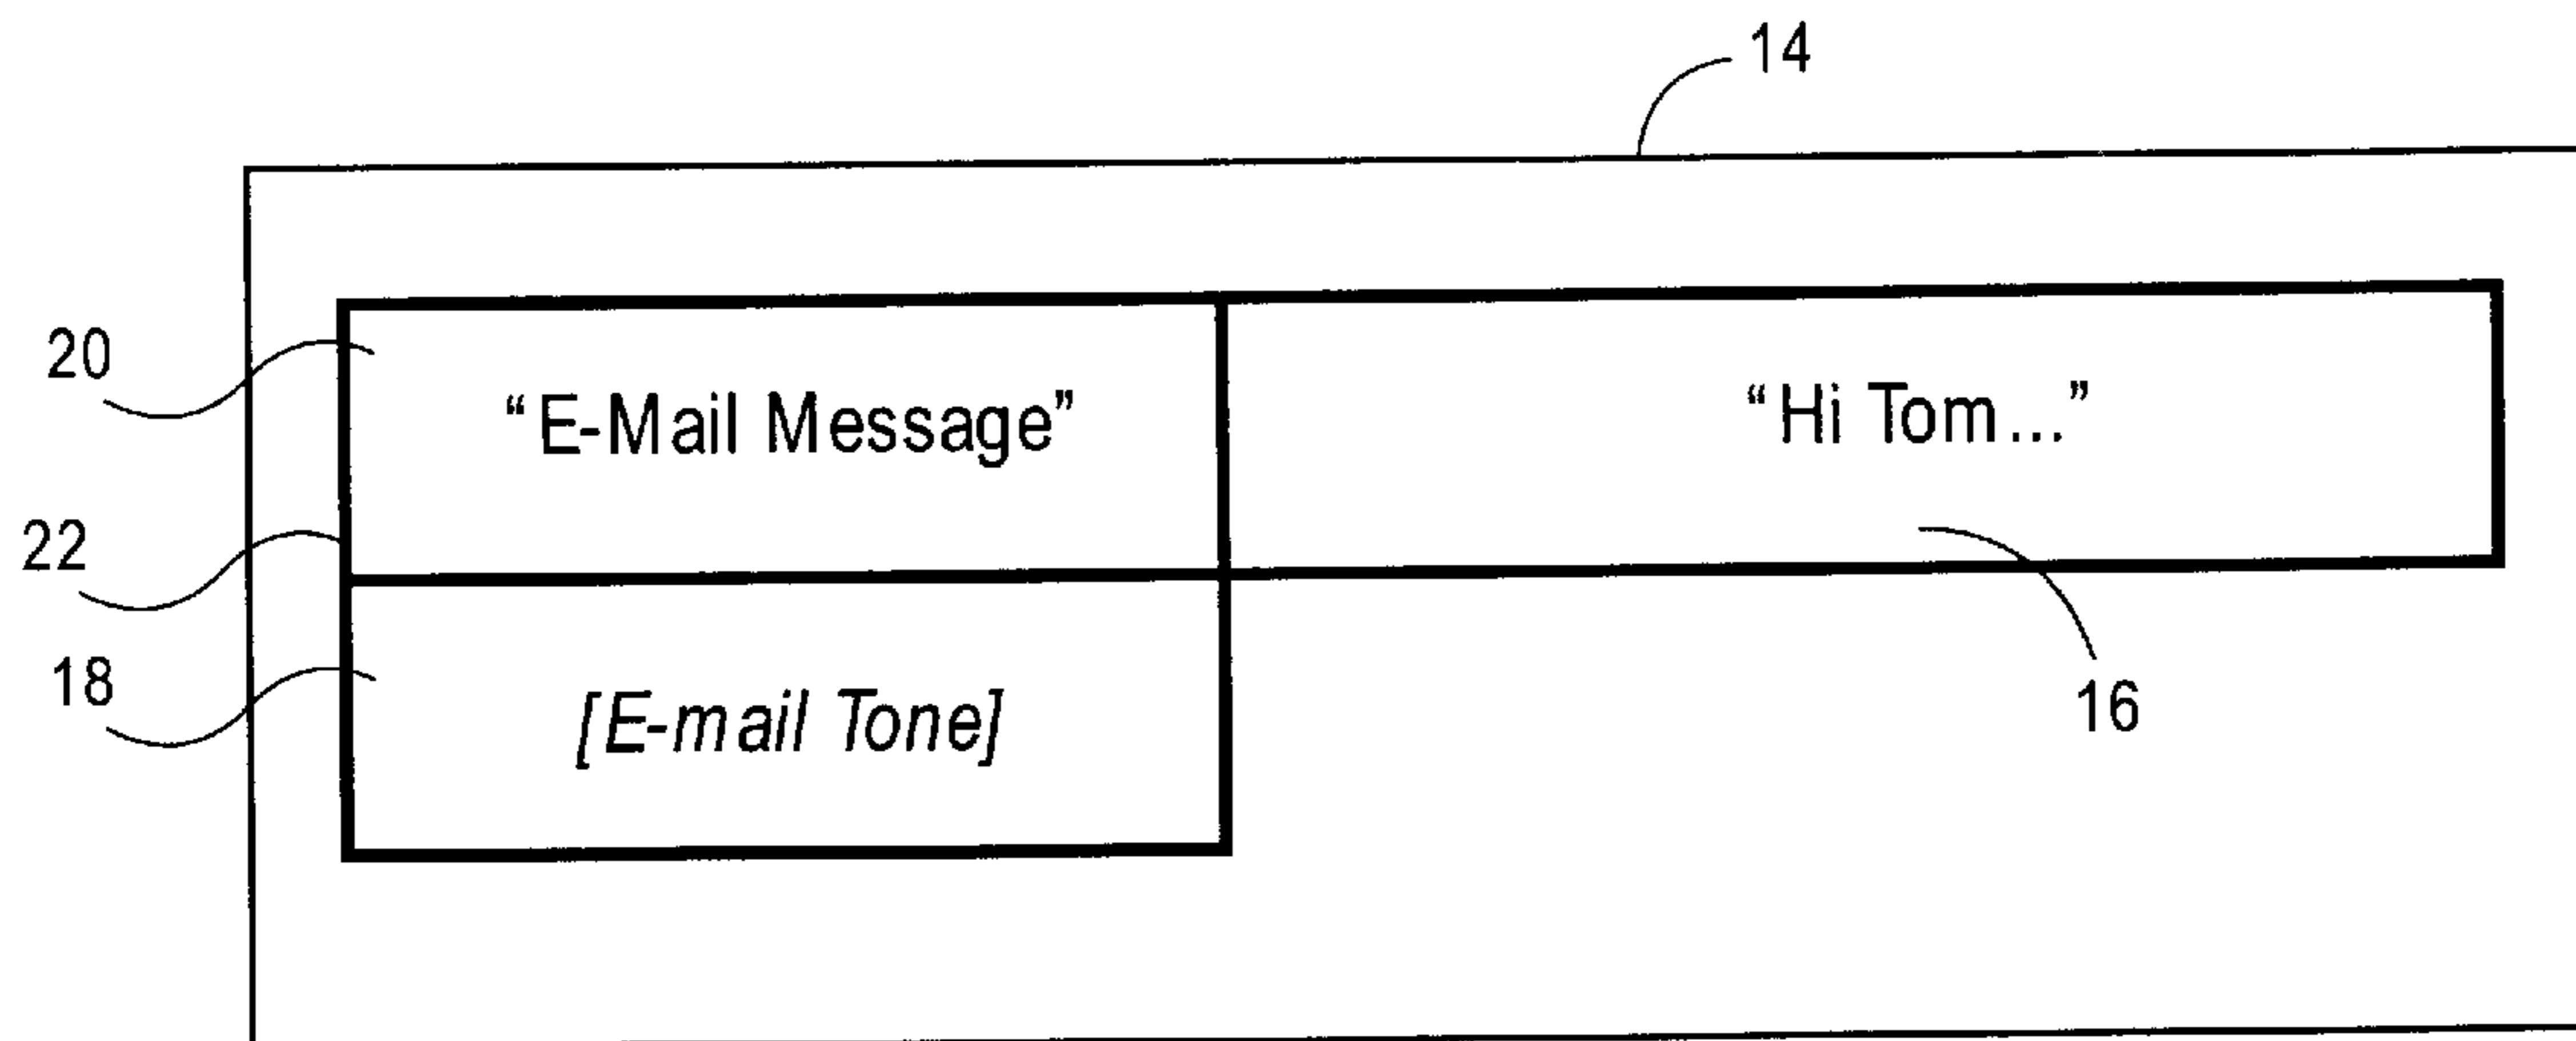 14
20
“E-Mail Message”
“Hi Tom...”
22
18
[E-mail Tone]
16